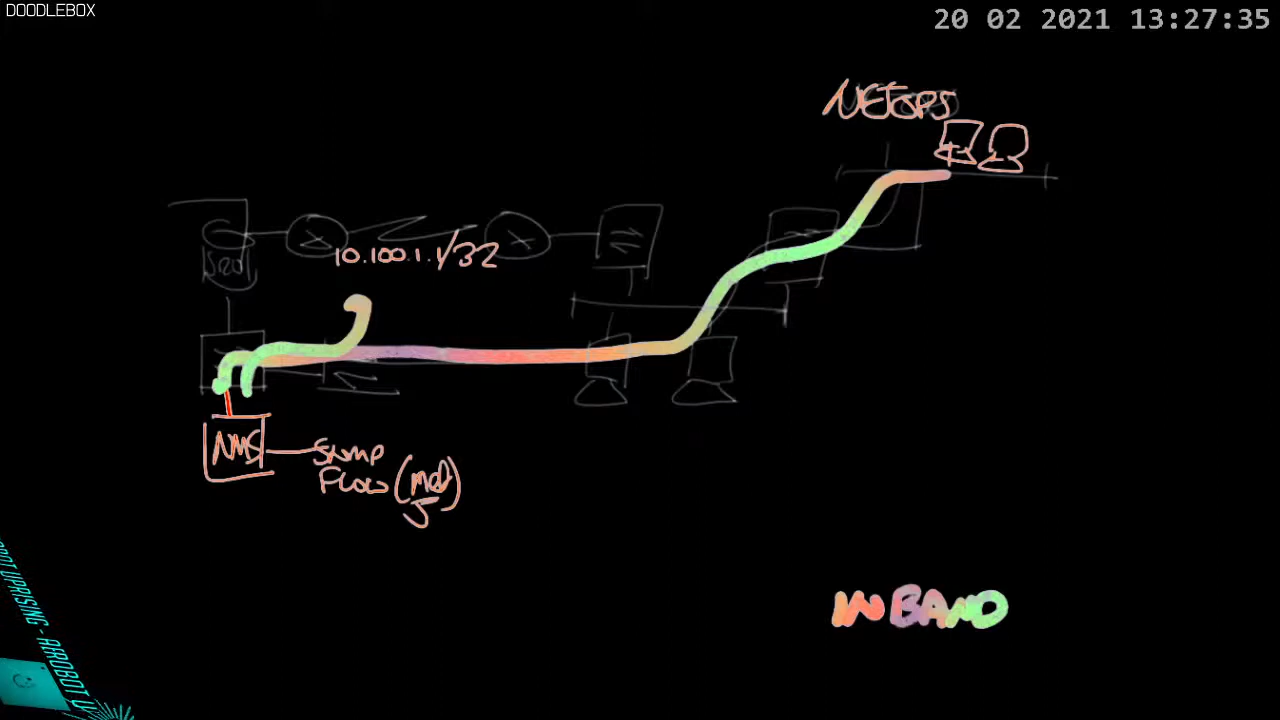 DOODLEBOX
20 02 2021 13:27:35
NETOPS
10.100.1.1/32
NMS
SNMP
FLOW
IN BAND